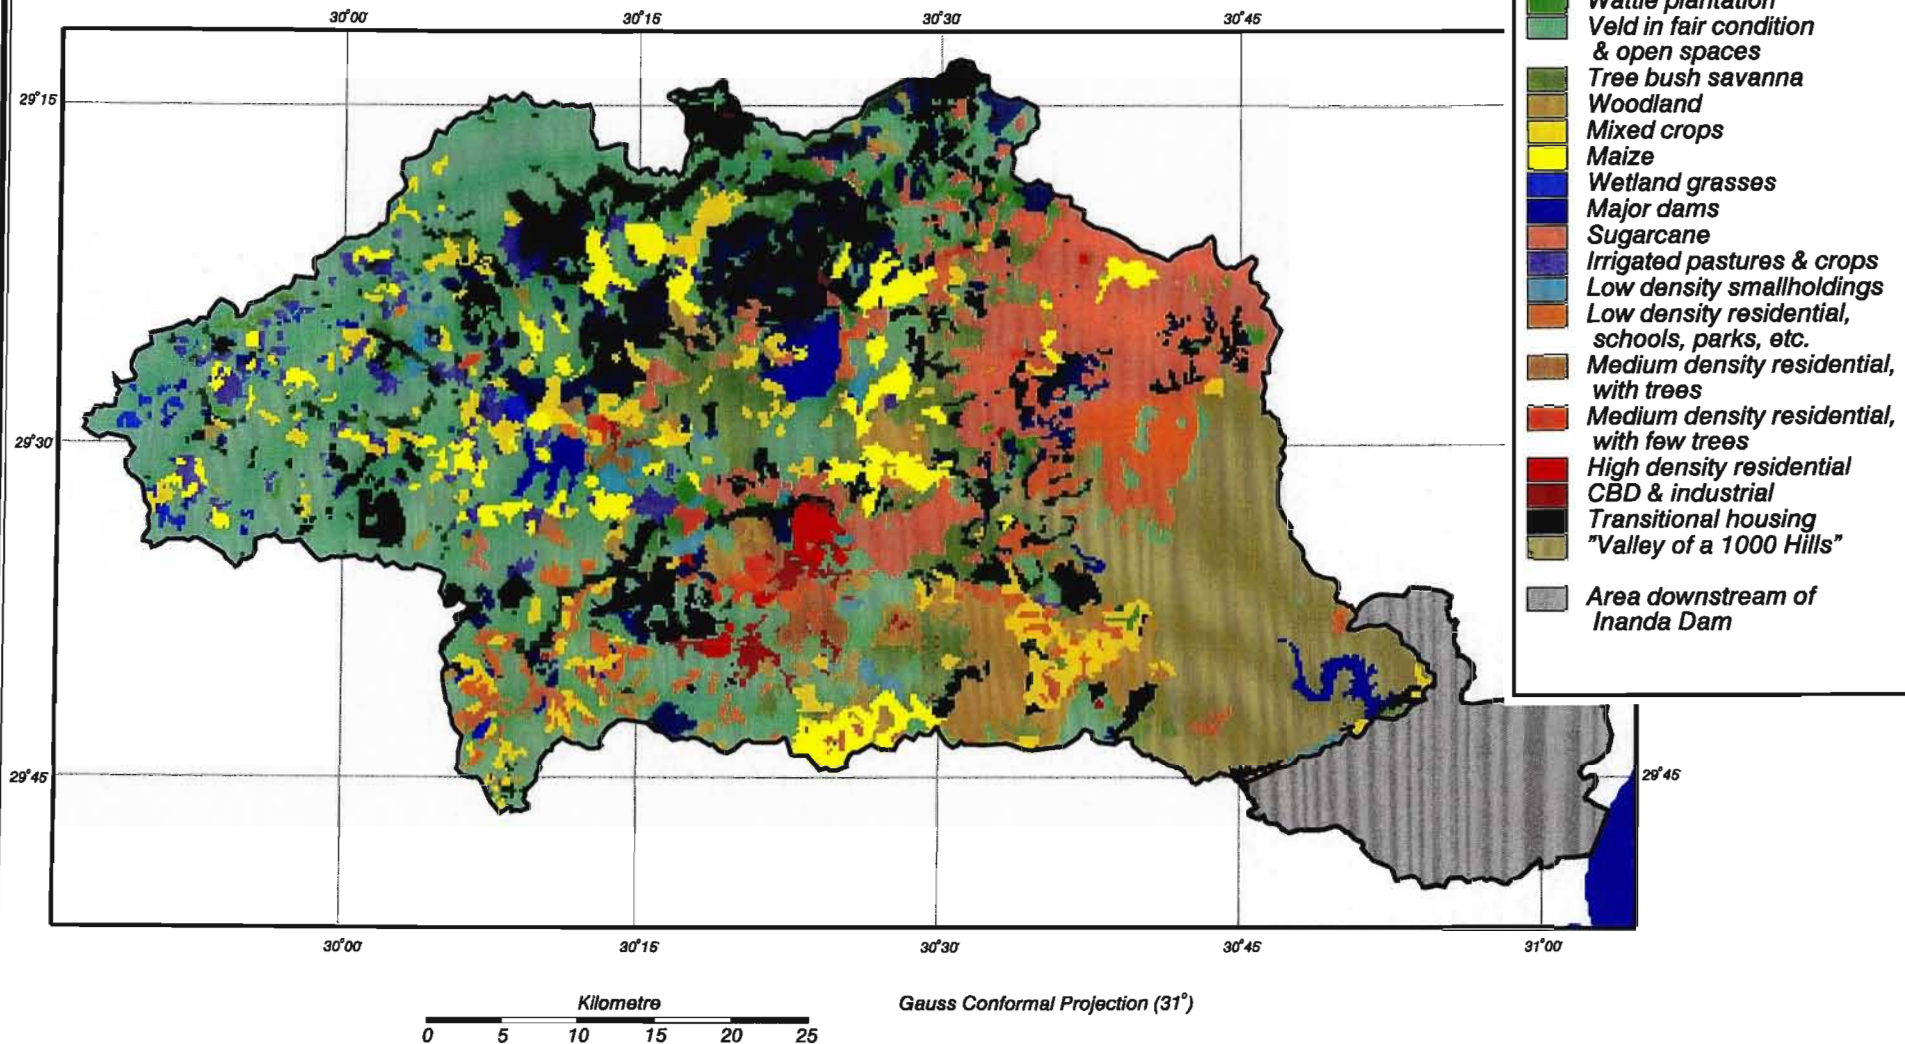 30°00'
30°15'
30°30'
30°45'
29°15'
29°30'
29°45'
29°45'
30°00'
30°15'
30°30'
30°45'
31°00'
Kilometre
0 5 10 15 20 25
Gauss Conformal Projection (31°)
Wattle plantation
Veld in fair condition
& open spaces
Tree bush savanna
Woodland
Mixed crops
Maize
Wetland grasses
Major dams
Sugarcane
Irrigated pastures & crops
Low density smallholdings
Low density residential,
schools, parks, etc.
Medium density residential,
with trees
Medium density residential,
with few trees
High density residential
CBD & industrial
Transitional housing
"Valley of a 1000 Hills"
Area downstream of
Inanda Dam